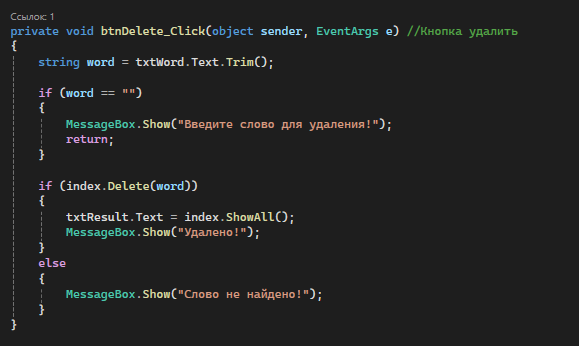 Ссылок: 1
private void btnDelete_Click(object sender, EventArgs e) //Кнопка удалить
{
    string word = txtWord.Text.Trim();

    if (word == "")
    {
        MessageBox.Show("Введите слово для удаления!");
        return;
    }

    if (index.Delete(word))
    {
        txtResult.Text = index.ShowAll();
        MessageBox.Show("Удалено!");
    }
    else
    {
        MessageBox.Show("Слово не найдено!");
    }
}